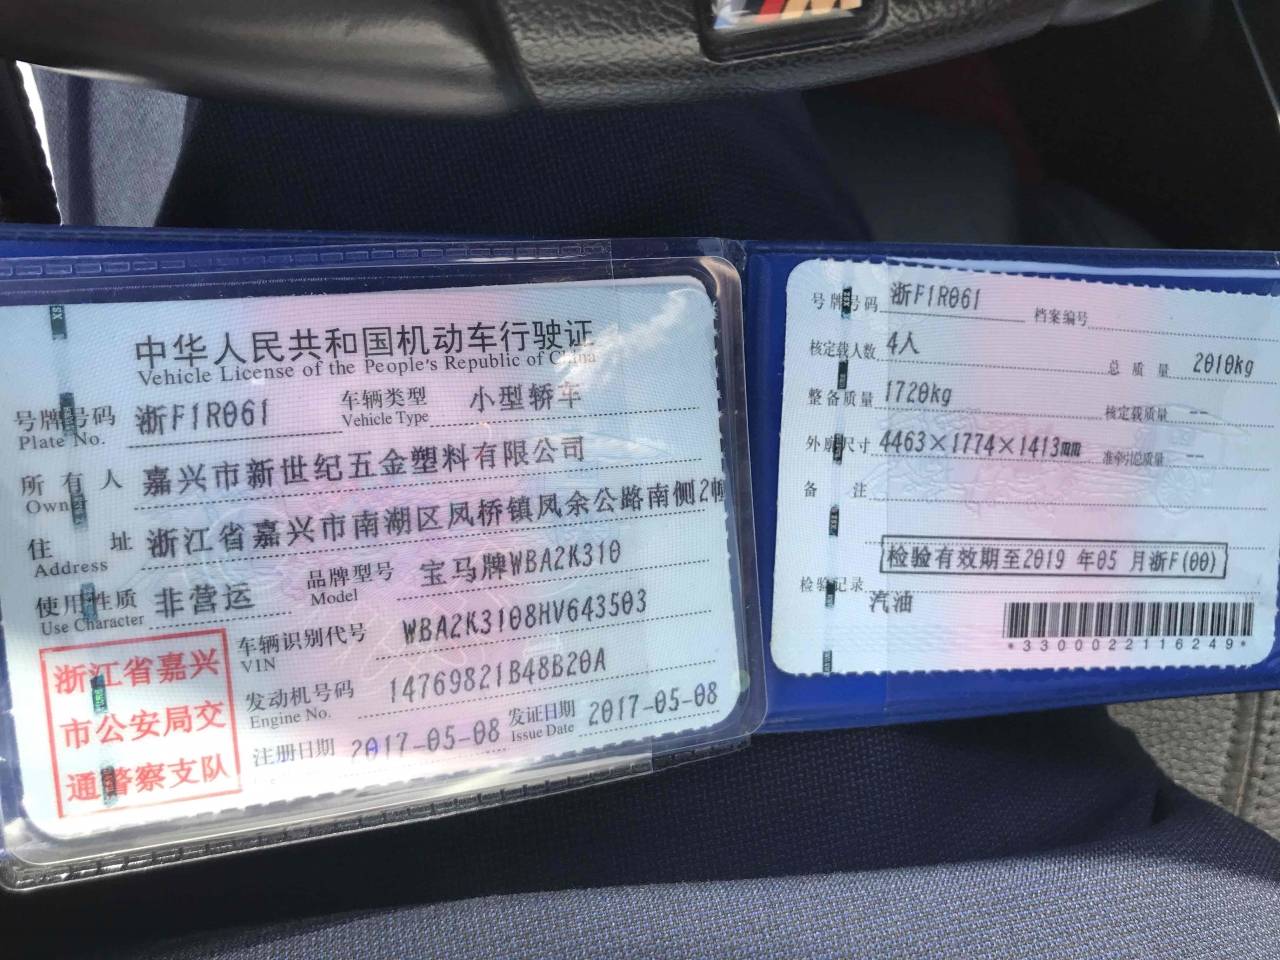 中华人民共和国机动车行驶证
Vehicle License of the People's Republic of China
号牌号码 浙F1R061 车辆类型 小型轿车
Plate No. Vehicle Type
所有人 嘉兴市新世纪五金塑料有限公司
Owner
住址 浙江省嘉兴市南湖区凤桥镇凤余公路南侧2幢
Address
使用性质 非营运 品牌型号 宝马牌WBA2K310
Use Character Model
车辆识别代号 WBA2K3108HV643503
VIN
发动机号码 14769821B48B20A
Engine No.
注册日期 2017-05-08 发证日期 2017-05-08
Issue Date
浙江省嘉兴
市公安局交
通警察支队
号牌号码 浙F1R061 档案编号
核定载人数 4人 总质量 2010kg
整备质量 1720kg 核定载质量 --
外廓尺寸 4463×1774×1413mm 准牵引总质量 --
备注
检验有效期至2019 年05 月浙F(00)
检验记录
汽油
*3300022116249*